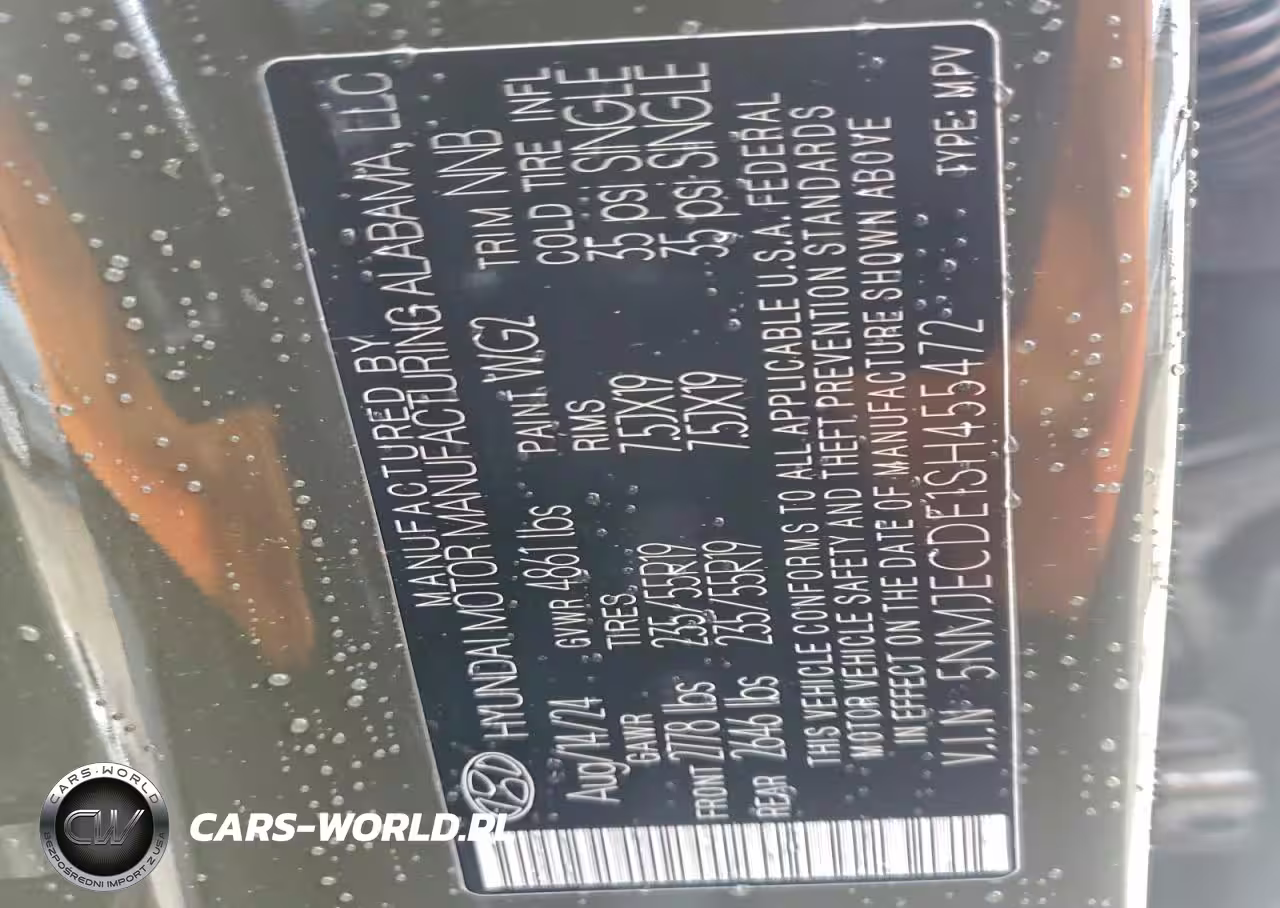 MANUFACTURED BY
HYUNDAI MOTOR MANUFACTURING ALABAMA, LLC
Aug/14/24 GVWR 4861 lbs PAINT WG2 TRIM NNB
GAWR TIRES RIMS COLD TIRE INFL
FRONT 2778 lbs 235/55R19 7.5JX19 35 psi SINGLE
REAR 2646 lbs 235/55R19 7.5JX19 35 psi SINGLE
THIS VEHICLE CONFORMS TO ALL APPLICABLE U.S.A. FEDERAL
MOTOR VEHICLE SAFETY AND THEFT PREVENTION STANDARDS
IN EFFECT ON THE DATE OF MANUFACTURE SHOWN ABOVE
V.I.N 5NMJECDE1SH455472 TYPE: MPV
CARS-WORLD
CW
BEZPOŚREDNI IMPORT Z USA
CARS-WORLD.PL